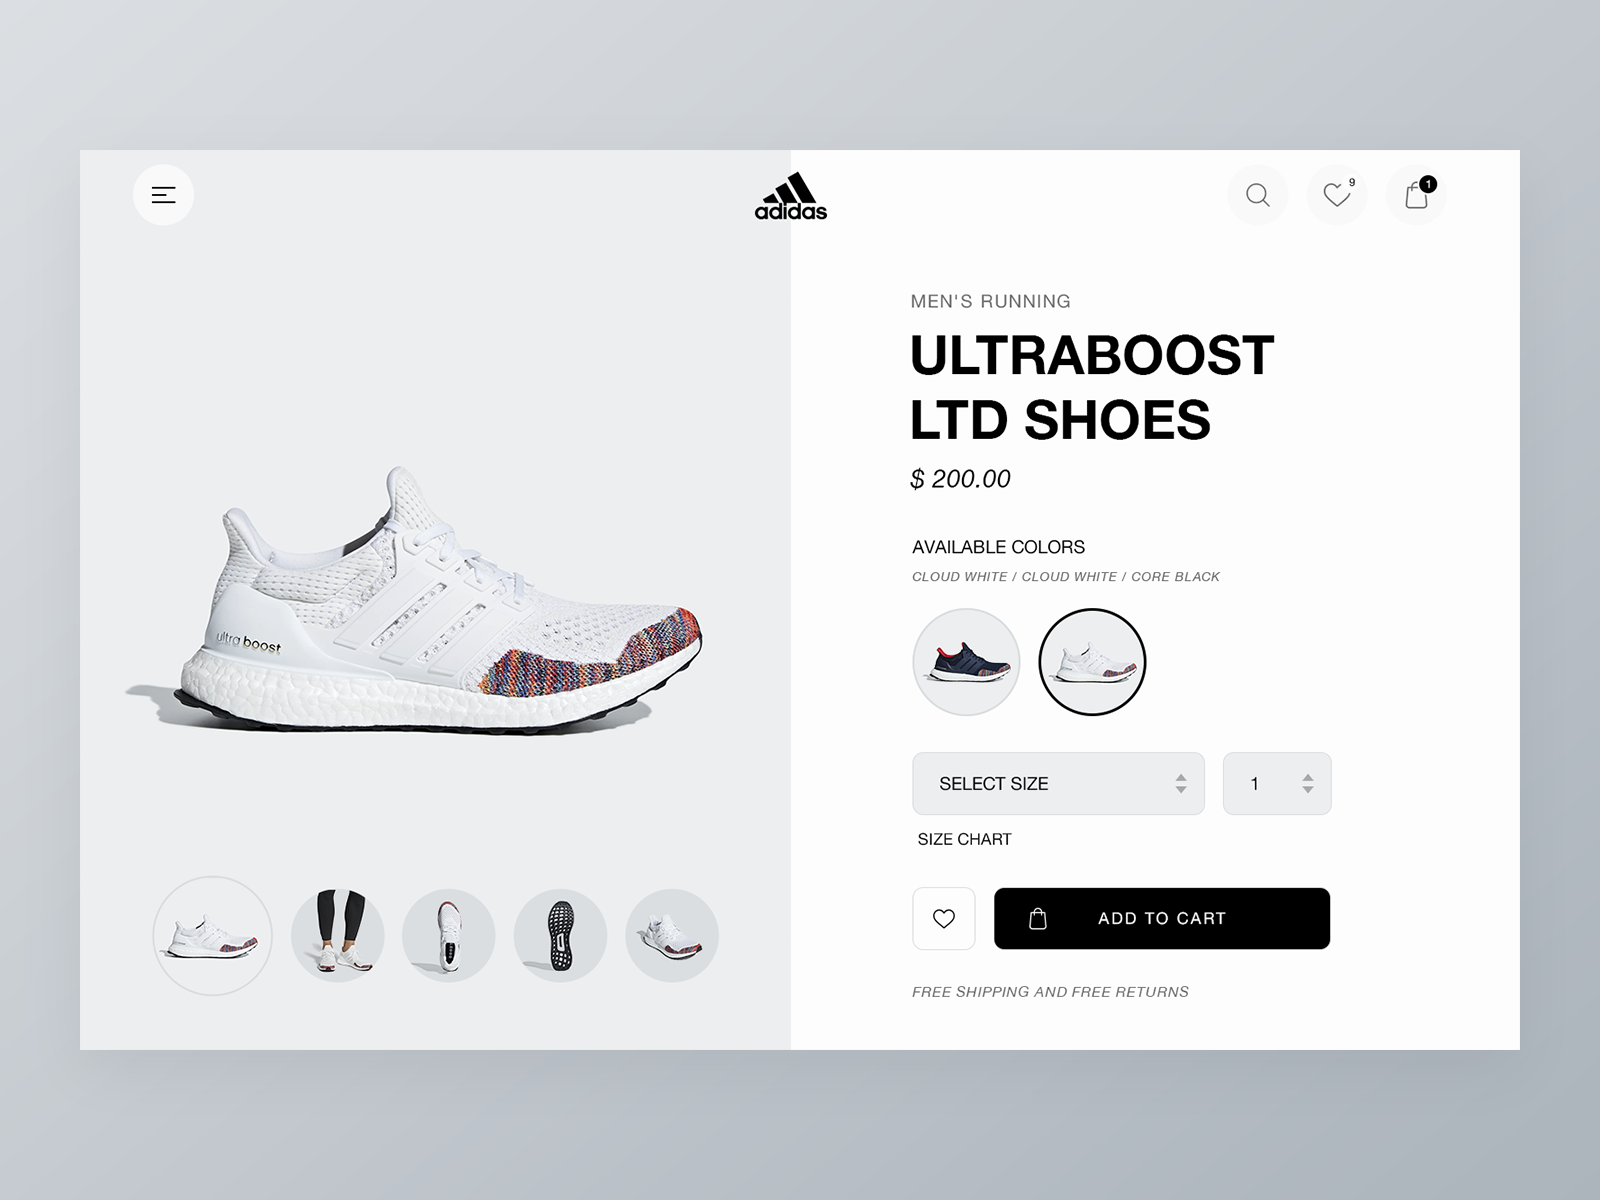 adidas
9
1
MEN'S RUNNING
ULTRABOOST
LTD SHOES
$ 200.00
AVAILABLE COLORS
CLOUD WHITE / CLOUD WHITE / CORE BLACK
ultra boost
SELECT SIZE
1
SIZE CHART
ADD TO CART
FREE SHIPPING AND FREE RETURNS